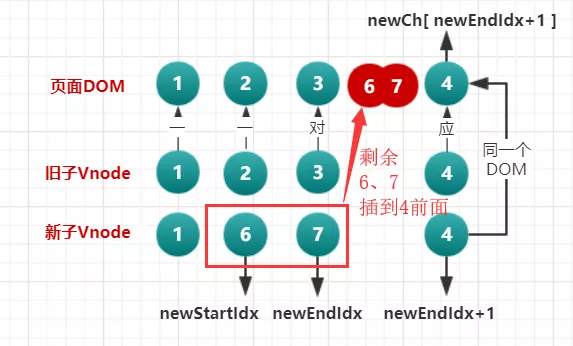 newCh[ newEndIdx+1 ]
页面DOM 1 2 3 6 7 4
一 一 对 应
同一个
DOM
旧子Vnode 1 2 3 4
剩余
6、7
插到4前面
新子Vnode 1 6 7 4
newStartIdx newEndIdx newEndIdx+1